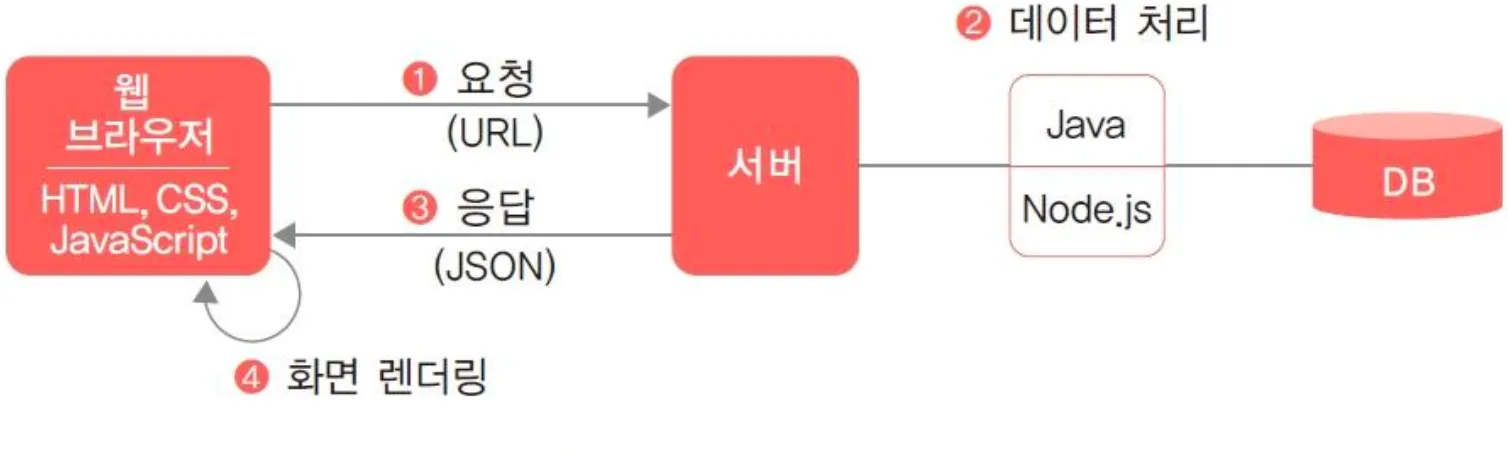 웹
브라우저
HTML, CSS,
JavaScript
❶ 요청
(URL)
서버
❷ 데이터 처리
Java
Node.js
DB
❸ 응답
(JSON)
❹ 화면 렌더링